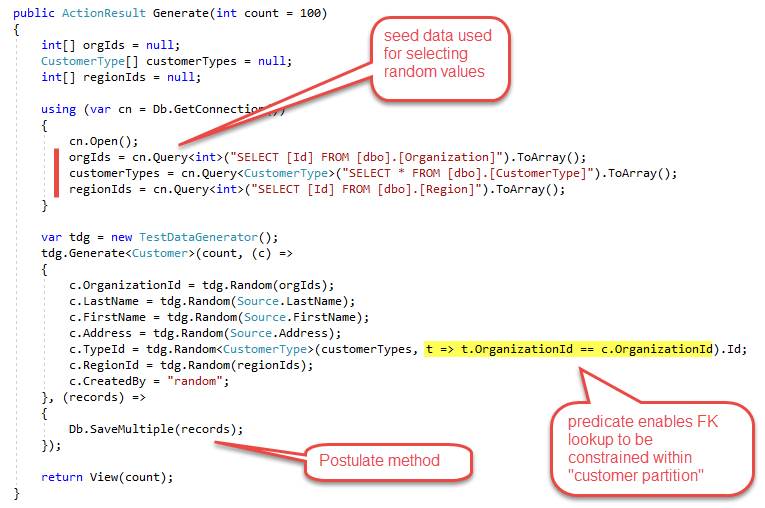 public ActionResult Generate(int count = 100)
{
    int[] orgIds = null;
    CustomerType[] customerTypes = null;
    int[] regionIds = null;

    using (var cn = Db.GetConnection())
    {
        cn.Open();
        orgIds = cn.Query<int>("SELECT [Id] FROM [dbo].[Organization]").ToArray();
        customerTypes = cn.Query<CustomerType>("SELECT * FROM [dbo].[CustomerType]").ToArray();
        regionIds = cn.Query<int>("SELECT [Id] FROM [dbo].[Region]").ToArray();
    }

    var tdg = new TestDataGenerator();
    tdg.Generate<Customer>(count, (c) =>
    {
        c.OrganizationId = tdg.Random(orgIds);
        c.LastName = tdg.Random(Source.LastName);
        c.FirstName = tdg.Random(Source.FirstName);
        c.Address = tdg.Random(Source.Address);
        c.TypeId = tdg.Random<CustomerType>(customerTypes, t => t.OrganizationId == c.OrganizationId).Id;
        c.RegionId = tdg.Random(regionIds);
        c.CreatedBy = "random";
    }, (records) =>
    {
        Db.SaveMultiple(records);
    });

    return View(count);
}
seed data used
for selecting
random values
predicate enables FK
lookup to be
constrained within
"customer partition"
Postulate method